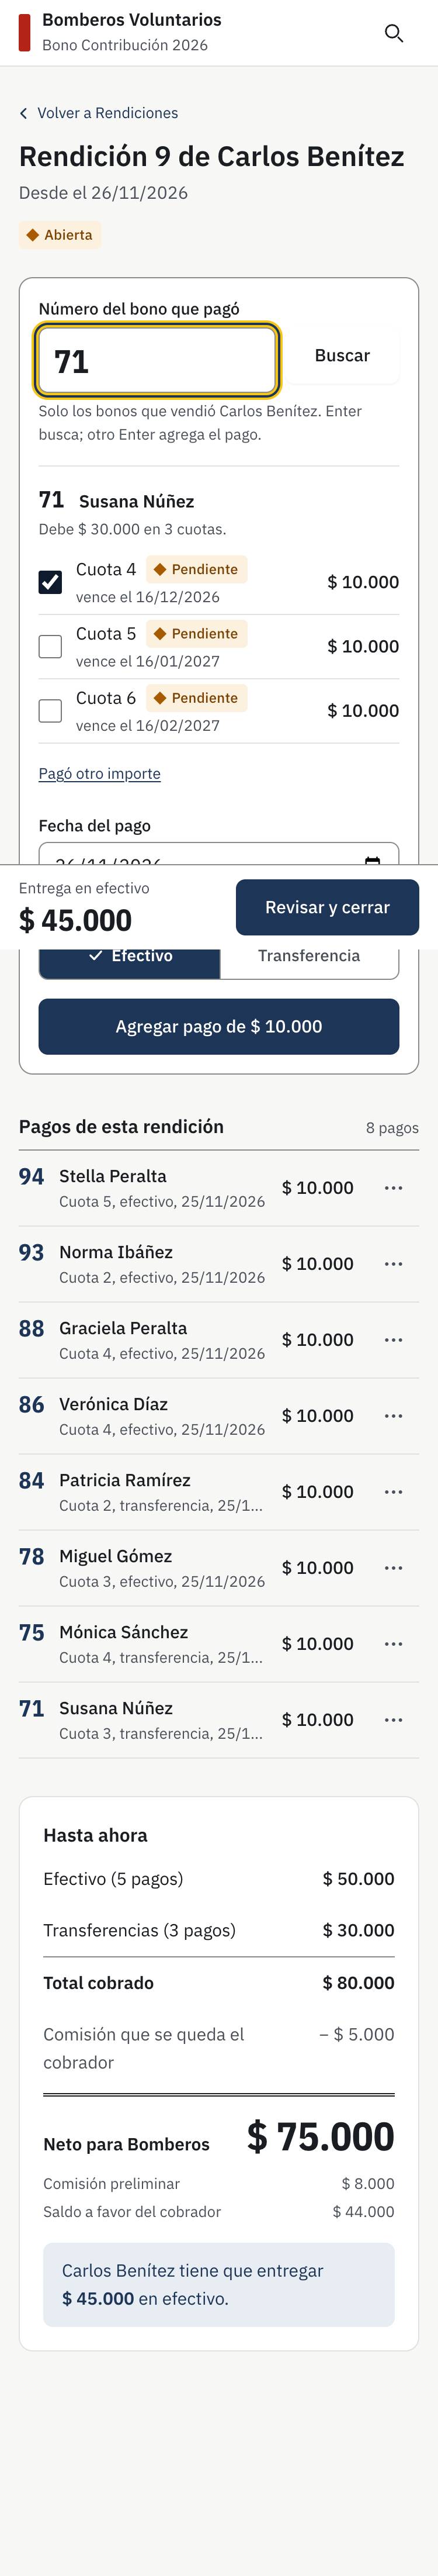 Bomberos Voluntarios
Bono Contribución 2026
Volver a Rendiciones
Rendición 9 de Carlos Benítez
Desde el 26/11/2026
Abierta
Número del bono que pagó
71
Buscar
Solo los bonos que vendió Carlos Benítez. Enter
busca; otro Enter agrega el pago.
71 Susana Núñez
Debe $ 30.000 en 3 cuotas.
Cuota 4 Pendiente
vence el 16/12/2026
$ 10.000
Cuota 5 Pendiente
vence el 16/01/2027
$ 10.000
Cuota 6 Pendiente
vence el 16/02/2027
$ 10.000
Pagó otro importe
Fecha del pago
26/11/2026
Entrega en efectivo
$ 45.000
Revisar y cerrar
Efectivo
Transferencia
Agregar pago de $ 10.000
Pagos de esta rendición
8 pagos
94 Stella Peralta
Cuota 5, efectivo, 25/11/2026
$ 10.000
93 Norma Ibáñez
Cuota 2, efectivo, 25/11/2026
$ 10.000
88 Graciela Peralta
Cuota 4, efectivo, 25/11/2026
$ 10.000
86 Verónica Díaz
Cuota 4, efectivo, 25/11/2026
$ 10.000
84 Patricia Ramírez
Cuota 2, transferencia, 25/1...
$ 10.000
78 Miguel Gómez
Cuota 3, efectivo, 25/11/2026
$ 10.000
75 Mónica Sánchez
Cuota 4, transferencia, 25/1...
$ 10.000
71 Susana Núñez
Cuota 3, transferencia, 25/1...
$ 10.000
Hasta ahora
Efectivo (5 pagos) $ 50.000
Transferencias (3 pagos) $ 30.000
Total cobrado $ 80.000
Comisión que se queda el
cobrador
– $ 5.000
Neto para Bomberos $ 75.000
Comisión preliminar $ 8.000
Saldo a favor del cobrador $ 44.000
Carlos Benítez tiene que entregar
$ 45.000 en efectivo.